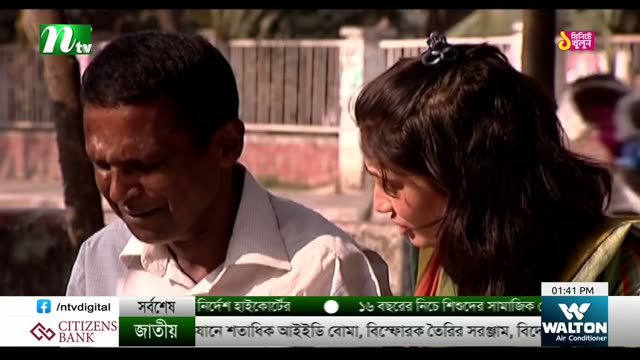 ntv
১ মিনিটে
খুলুন
01:41 PM
/ntvdigital
সর্বশেষ
নির্দেশ হাইকোর্টের
১৬ বছরের নিচে শিশুদের সামাজিক
WALTON
Air Conditioner
CITIZENS
BANK
জাতীয়
যানে শতাধিক আইইডি বোমা, বিস্ফোরক তৈরির সরঞ্জাম, বিদে